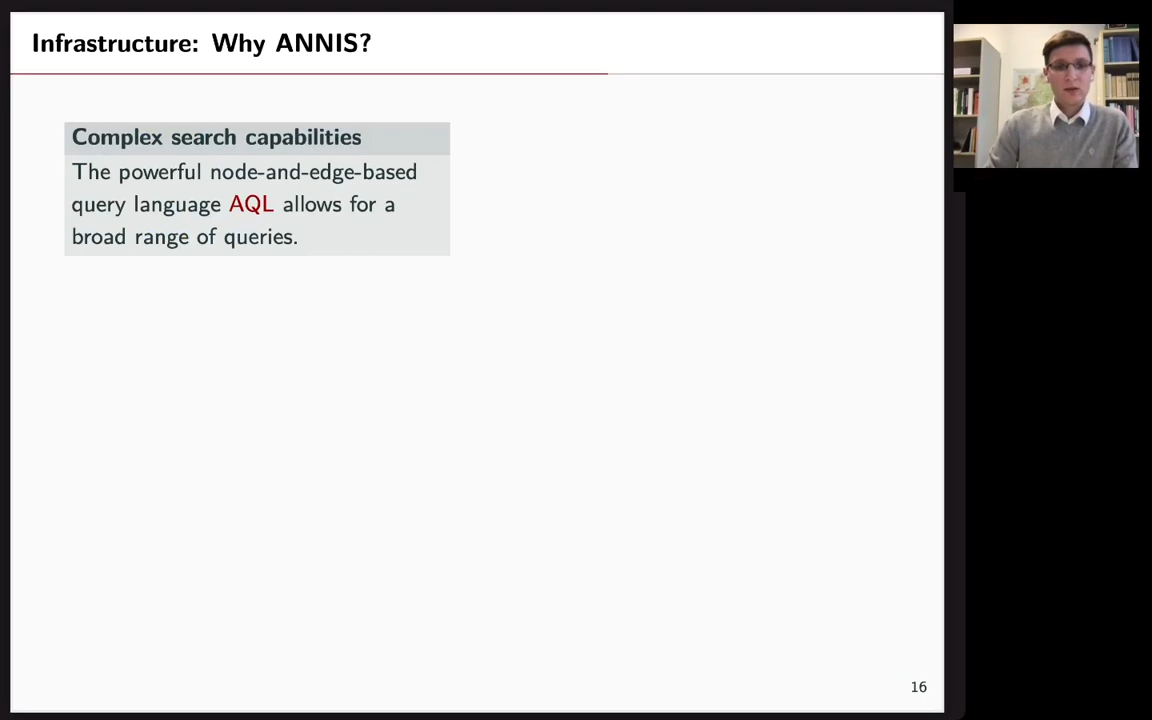 Infrastructure: Why ANNIS?
Complex search capabilities
The powerful node-and-edge-based
query language AQL allows for a
broad range of queries.
16